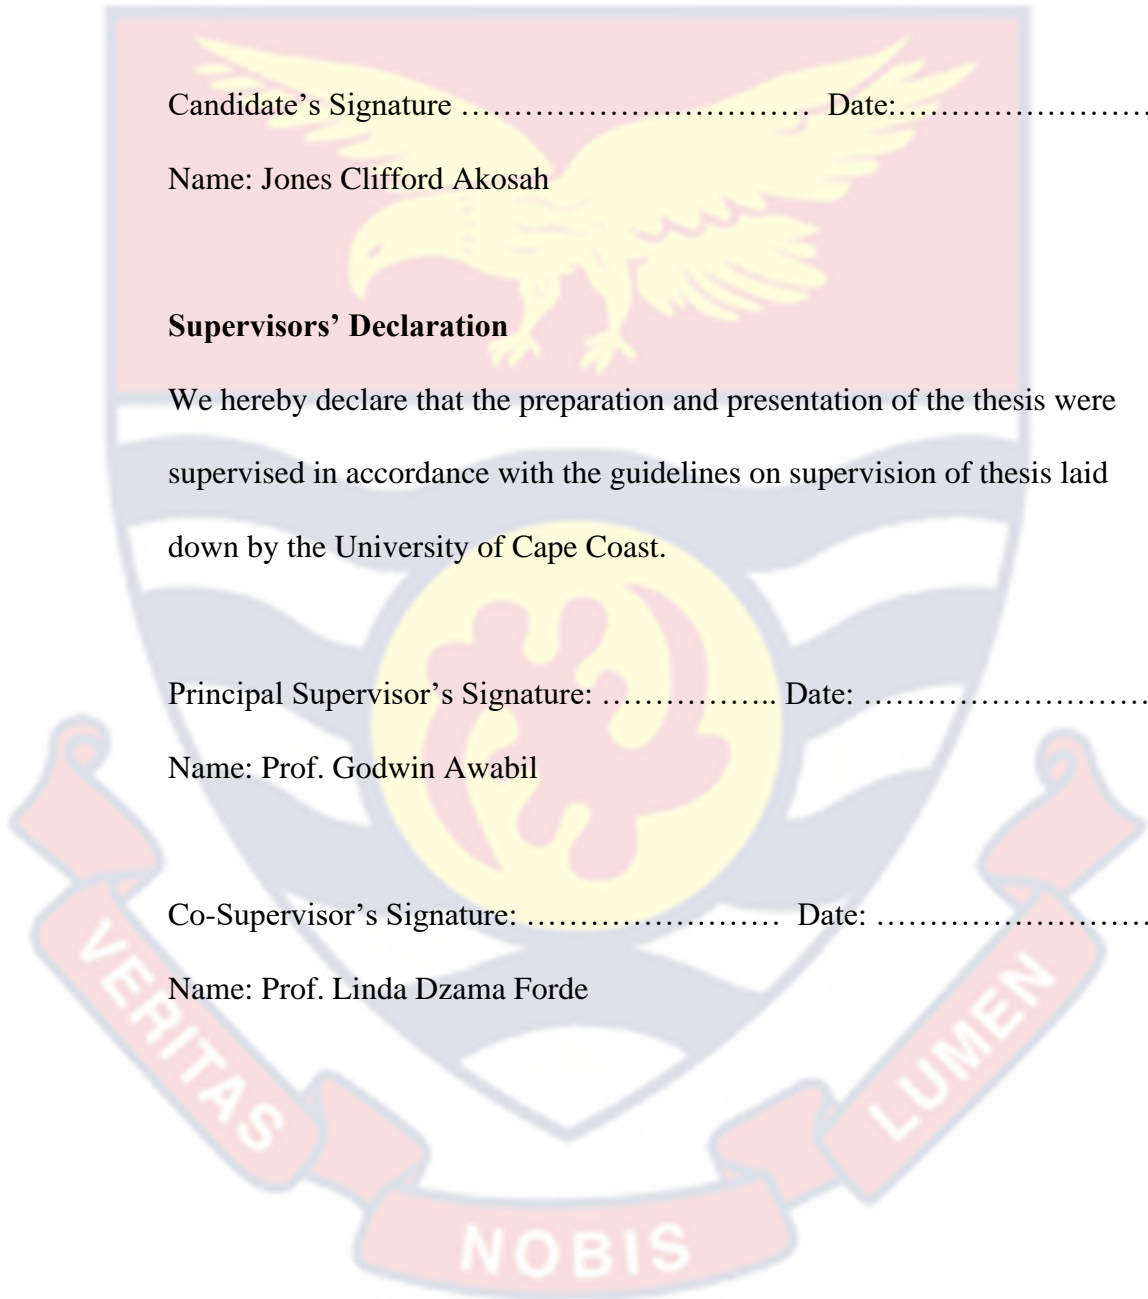 Candidate’s Signature …………………………… Date:……………………
Name: Jones Clifford Akosah
Supervisors’ Declaration
We hereby declare that the preparation and presentation of the thesis were
supervised in accordance with the guidelines on supervision of thesis laid
down by the University of Cape Coast.
Principal Supervisor’s Signature: …………….. Date: ………………………
Name: Prof. Godwin Awabil
Co-Supervisor’s Signature: …………………… Date: ………………………
Name: Prof. Linda Dzama Forde
VERITAS
NOBIS
LUMEN